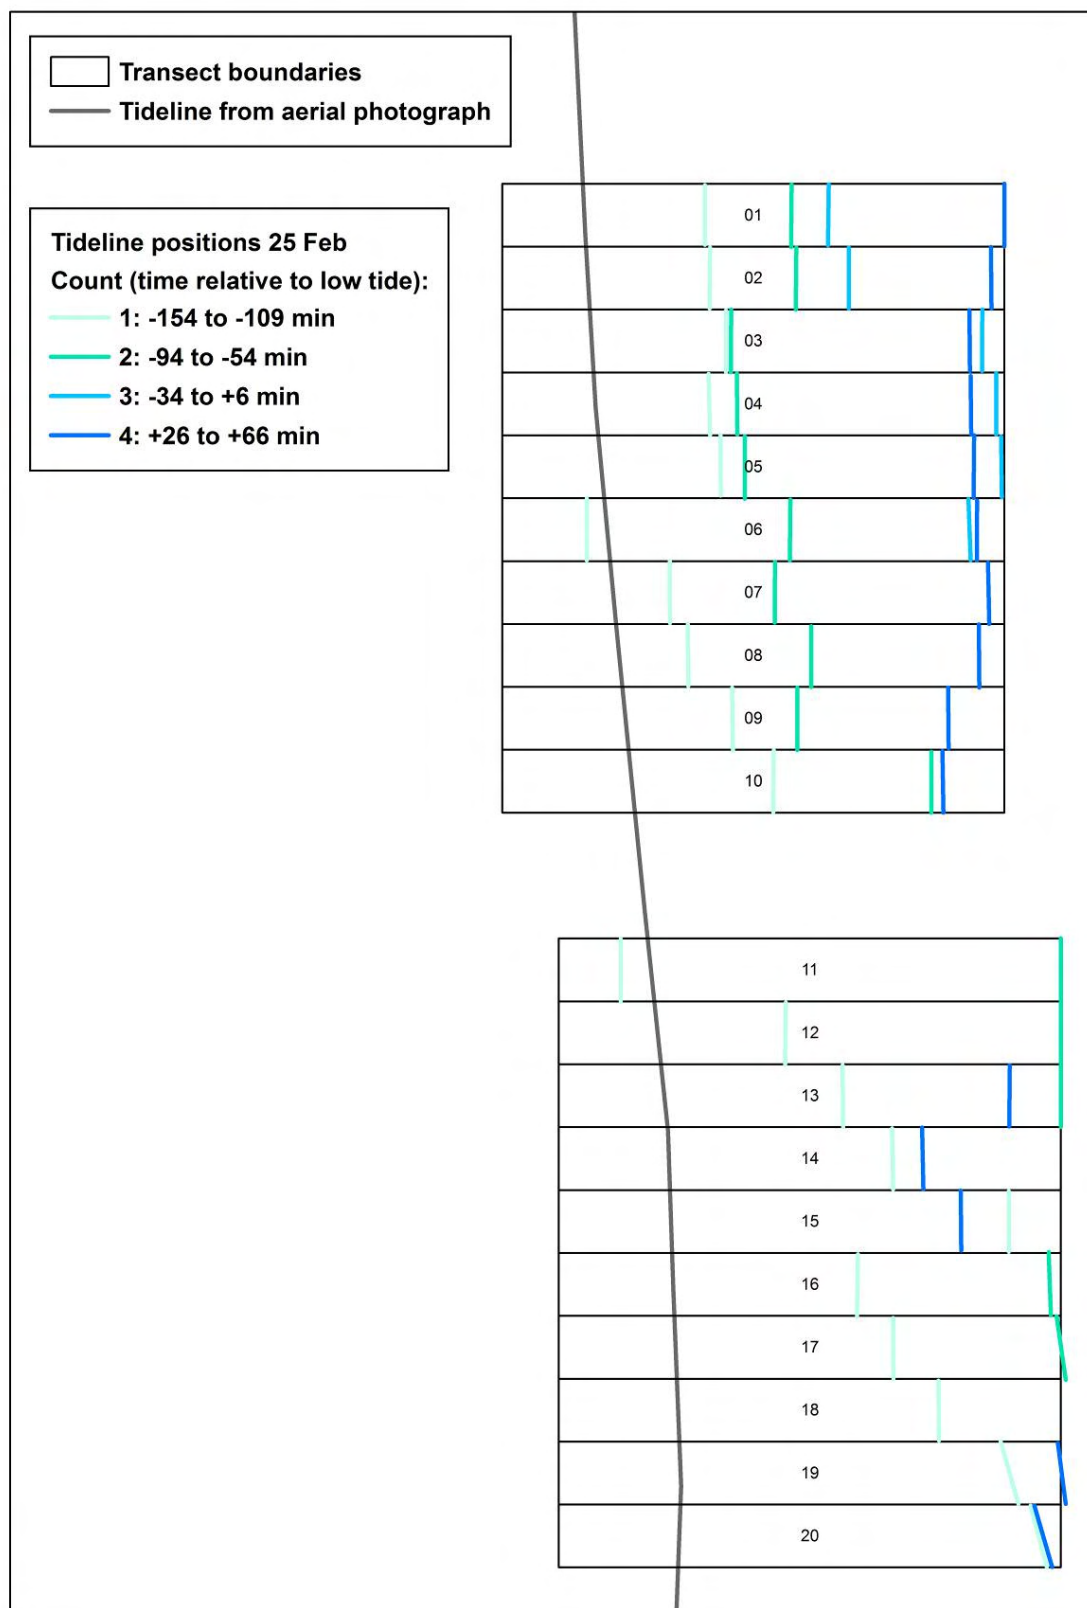 Transect boundaries
Tideline from aerial photograph
Tideline positions 25 Feb
Count (time relative to low tide):
1: -154 to -109 min
2: -94 to -54 min
3: -34 to +6 min
4: +26 to +66 min
01
02
03
04
05
06
07
08
09
10
11
12
13
14
15
16
17
18
19
20